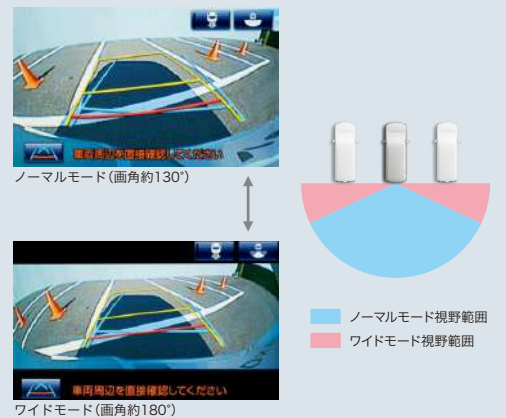 車両周辺を直接確認してください
ノーマルモード(画角約130°)
車両周辺を直接確認してください
ワイドモード(画角約180°)
ノーマルモード視野範囲
ワイドモード視野範囲